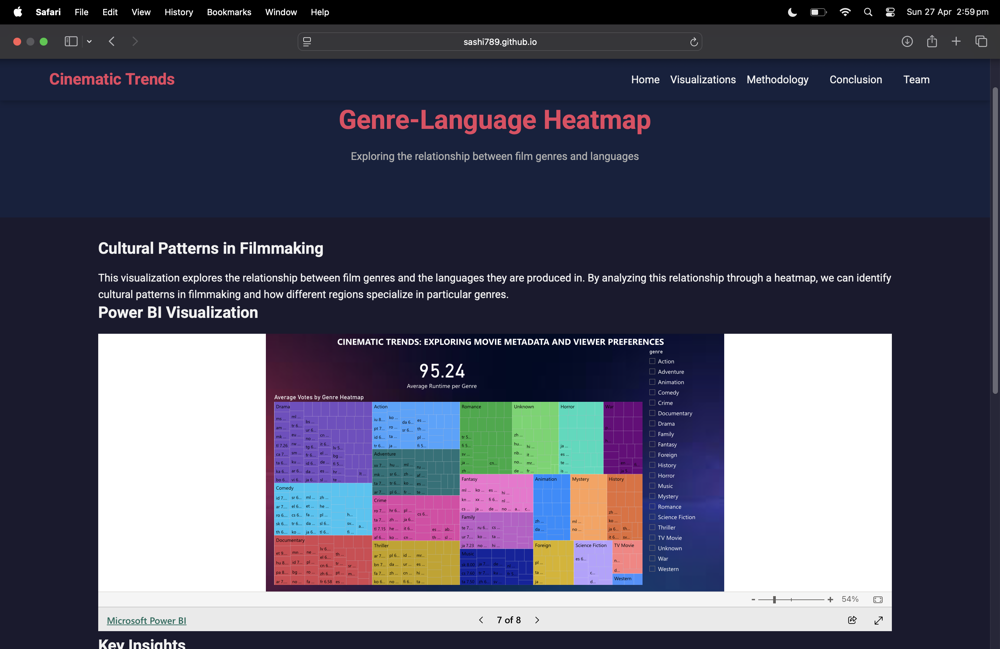 Safari File Edit View History Bookmarks Window Help Sun 27 Apr 2:59 pm
sashi789.github.io
Cinematic Trends Home Visualizations Methodology Conclusion Team
Genre-Language Heatmap
Exploring the relationship between film genres and languages
Cultural Patterns in Filmmaking
This visualization explores the relationship between film genres and the languages they are produced in. By analyzing this relationship through a heatmap, we can identify
cultural patterns in filmmaking and how different regions specialize in particular genres.
Power BI Visualization
CINEMATIC TRENDS: EXPLORING MOVIE METADATA AND VIEWER PREFERENCES
95.24
Average Runtime per Genre
Average Votes by Genre Heatmap
Drama
ms ... ml ... bs ...
am ... tr 6.... ur 6...
mk ... eu ... no ... cn ...
tl 7.26 rw ... tg 6... it 6... lv 5...
ca 7.... sm ... fr 6... el ... bg ...
ta 6.... ku ... id 6... de ... fi 5....
ka 6.... ar 6... da ... es ... hr ... lt ...
bo 6... vi 6... ja 6.... sl ... te ...
Comedy
id 7.... sr 6... ml ... zh ...
ar 7.... el 6... et ... he ...
ro 6.... cs 6... fa ... pl ... h...
sk 6.... tr 6.... da ... sl 6... sv... a...
th 6.... ko ... ja 6... tl 6... fi ...
Documentary
et 9.... mn ... ne ... lv 6.... th ...
hu 8.... id 7... pl ... el 6.... tr ... sr ...
pa 8.... bg ... ro ... cn 6.... pt ... m...
ar 7.... no ... fa ... zh 6.... es ...
fr 6.58
Action
iu 8.... ko ... da 6... es ...
pt 7... ro ... sr 6.... th ...
id 6... ta ... pl ...
tr 6.... ja ... fi 5...
Adventure
xx 7.... hu ... ml ... ru ...
mk ... sr 6... zh ... af ...
ta 7.... tr 6... ko ... es ...
ar 7.... pl 6... fr ... te ...
Crime
ro 7.... hr 6... pl ... cs 6...
ta 7.... zh ... ja 6...
tl 7.15 he ... it 6... es ... ab...
af 6.... ko ... cn ... th ... sl ...
Thriller
ar 7.... pl 6... id ... mr...
bn 7... da ... ur ... es ...
fa 7.... zh ... cn ... hi ...
ko 6... no ... fi 6... ta ...
Romance
tr 5...
fi 5...
sv ...
ja ... cn...
zh ...
Unknown
zh ...
hu... hi ...
nb... it ...
no... mr...
de ... fr ...
Horror
ja ...
es ...
te ...
is ...
War
p...
h...
en ... fi...
ja 5...
Fantasy
ml ... ko ... es ... hi ...
kn ... xx ... fi 6... nl ...
cs ... ja ... de ... no ... a... c...
Family
te 7.... ru 6... cs ...
ur 7... ko ... ta ...
ja 7.23 no ... hi ...
Music
sk 8.00 ja 7... de ... nl ...
cs 7.60 tr 7... ku ... fr 5...
ta 7.50 zh 6... sv ...
Animation
zh ...
da ...
Mystery
ml ...
no ...
History
zh ...
ko ...
ja 6... th...
it 6.... sv...
Foreign
pl ...
ta ...
ja ...
Science Fiction
es 6...
c...
d...
TV Movie
n...
d...
Western
genre
Action
Adventure
Animation
Comedy
Crime
Documentary
Drama
Family
Fantasy
Foreign
History
Horror
Music
Mystery
Romance
Science Fiction
Thriller
TV Movie
Unknown
War
Western
- + 54%
Microsoft Power BI 7 of 8
Key Insights